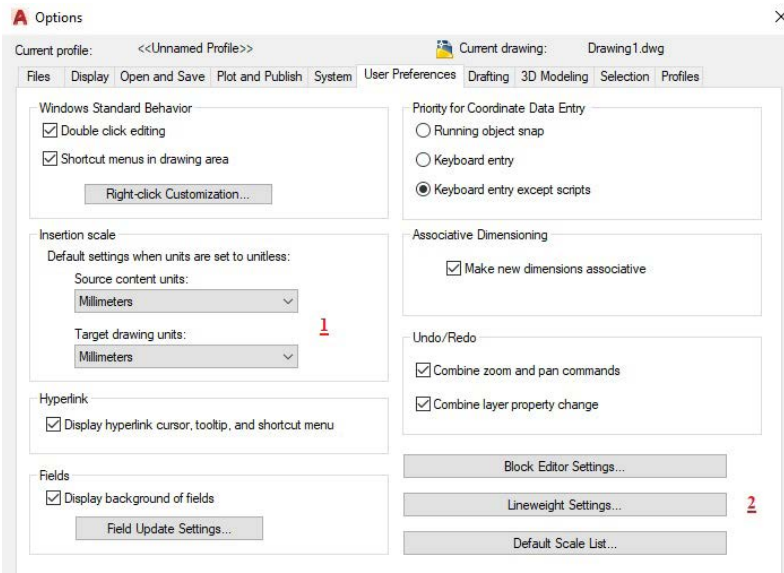 Options
Current profile: <<Unnamed Profile>> Current drawing: Drawing1.dwg
Files Display Open and Save Plot and Publish System User Preferences Drafting 3D Modeling Selection Profiles
Windows Standard Behavior
Double click editing
Shortcut menus in drawing area
Right-click Customization...
Insertion scale
Default settings when units are set to unitless:
Source content units:
Millimeters
1
Target drawing units:
Millimeters
Hyperlink
Display hyperlink cursor, tooltip, and shortcut menu
Fields
Display background of fields
Field Update Settings...
Priority for Coordinate Data Entry
Running object snap
Keyboard entry
Keyboard entry except scripts
Associative Dimensioning
Make new dimensions associative
Undo/Redo
Combine zoom and pan commands
Combine layer property change
Block Editor Settings...
Lineweight Settings... 2
Default Scale List...